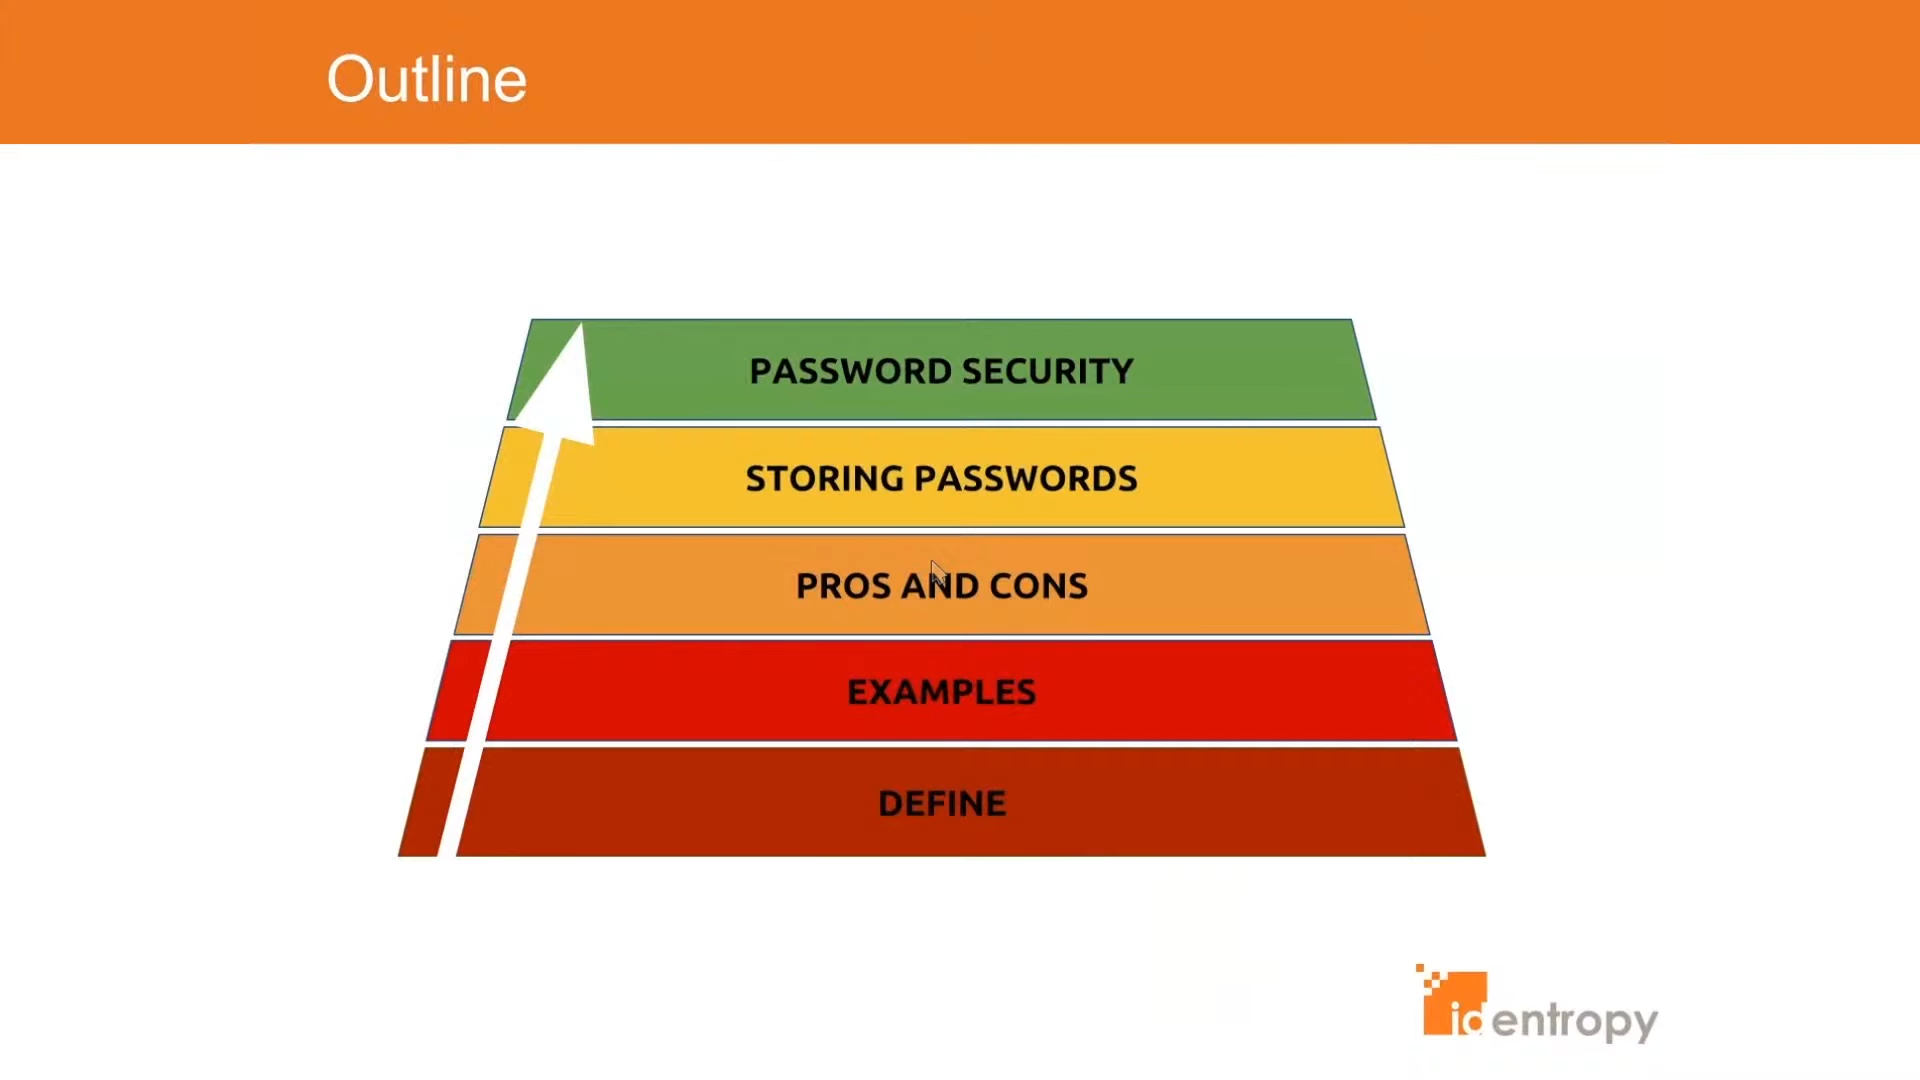 Outline
PASSWORD SECURITY
STORING PASSWORDS
PROS AND CONS
EXAMPLES
DEFINE
identropy